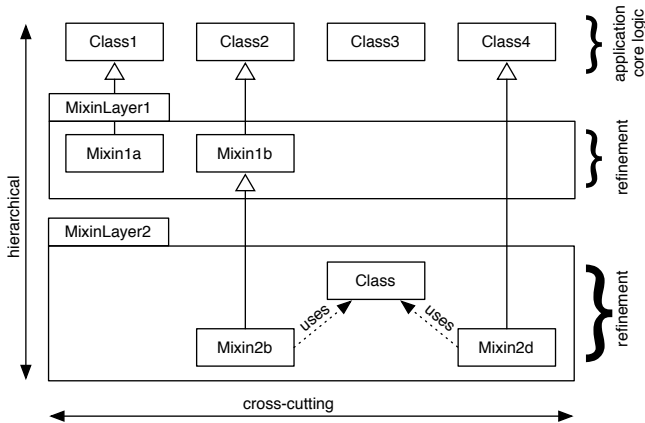 Class1
Class2
Class3
Class4
application
core logic
MixinLayer1
Mixin1a
Mixin1b
refinement
hierarchical
MixinLayer2
Class
uses
uses
Mixin2b
Mixin2d
refinement
cross-cutting